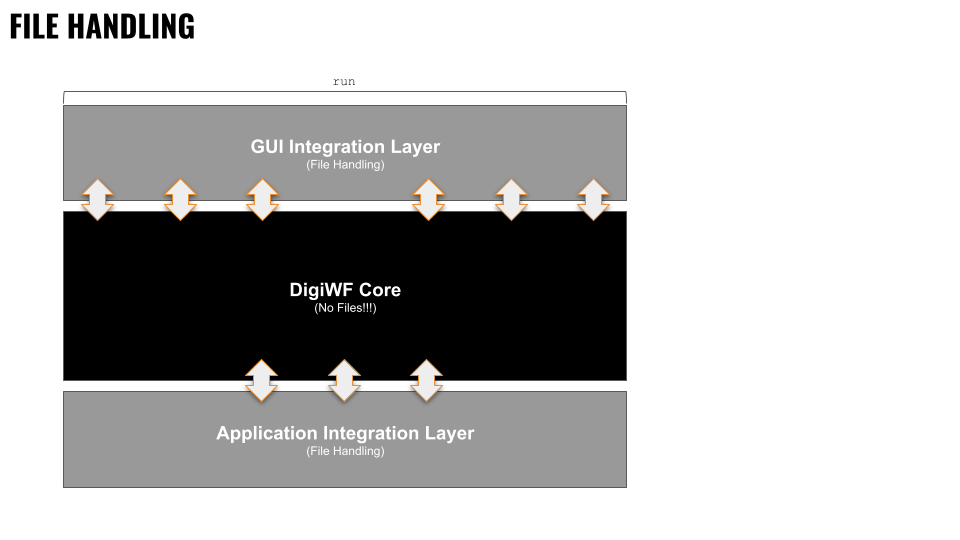 FILE HANDLING
run
GUI Integration Layer
(File Handling)
DigiWF Core
(No Files!!!)
Application Integration Layer
(File Handling)